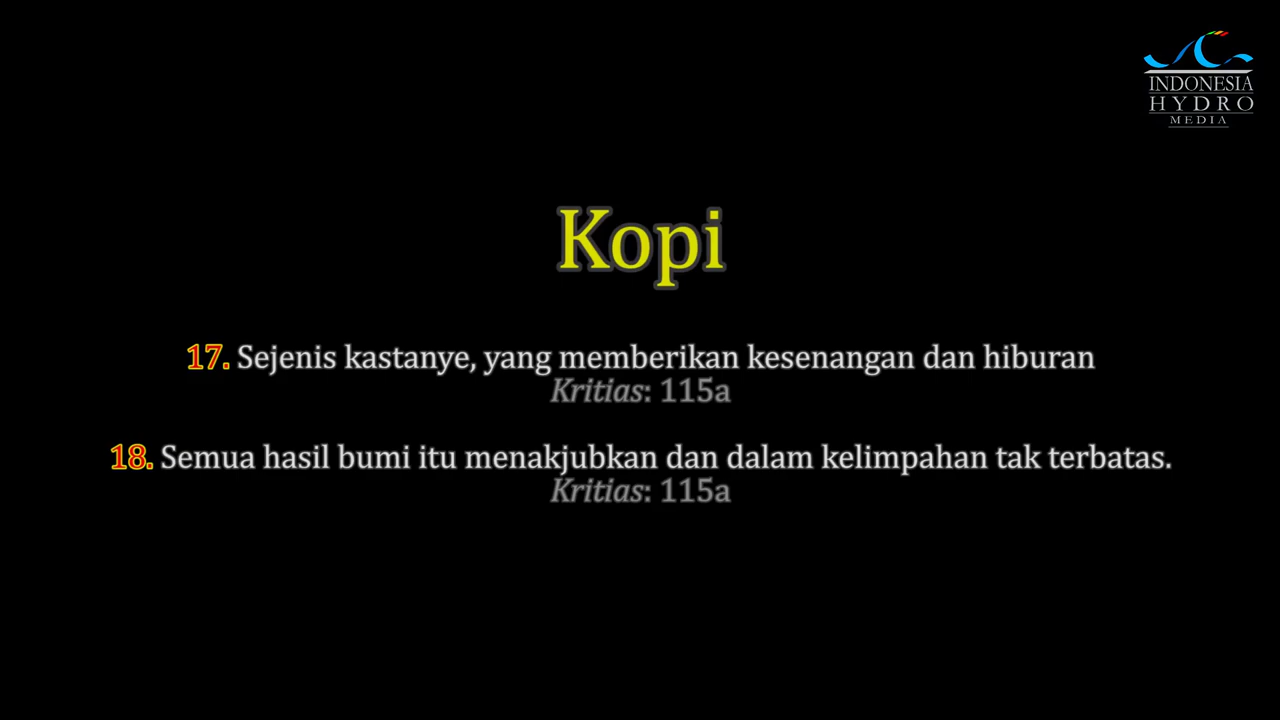 INDONESIA
HYDRO
MEDIA
Kopi
17. Sejenis kastanye, yang memberikan kesenangan dan hiburan
Kritias: 115a
18. Semua hasil bumi itu menakjubkan dan dalam kelimpahan tak terbatas.
Kritias: 115a